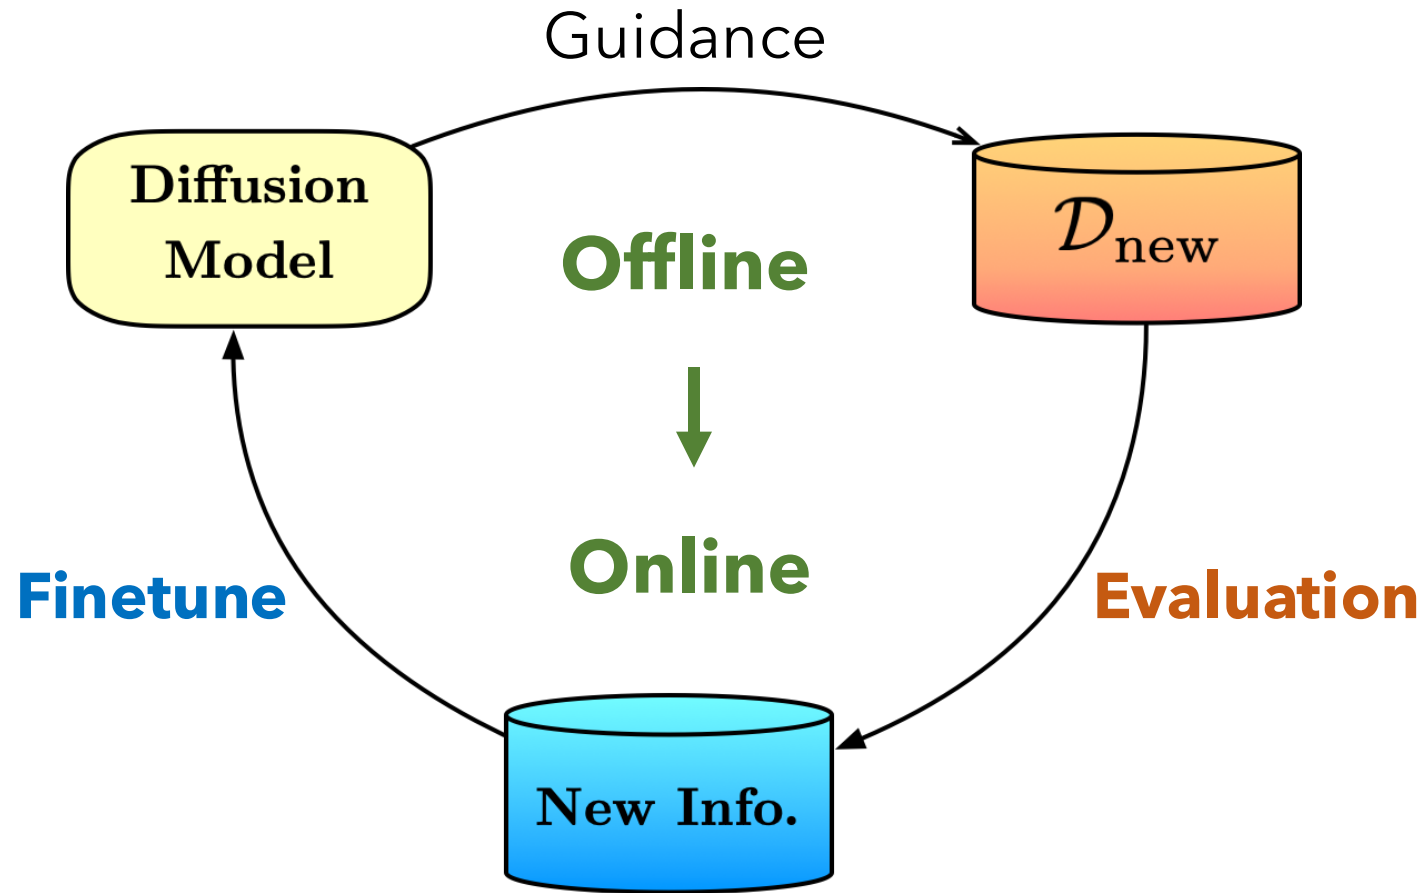 Guidance
Diffusion
Model
𝒟new
Offline
Online
Finetune
Evaluation
New Info.